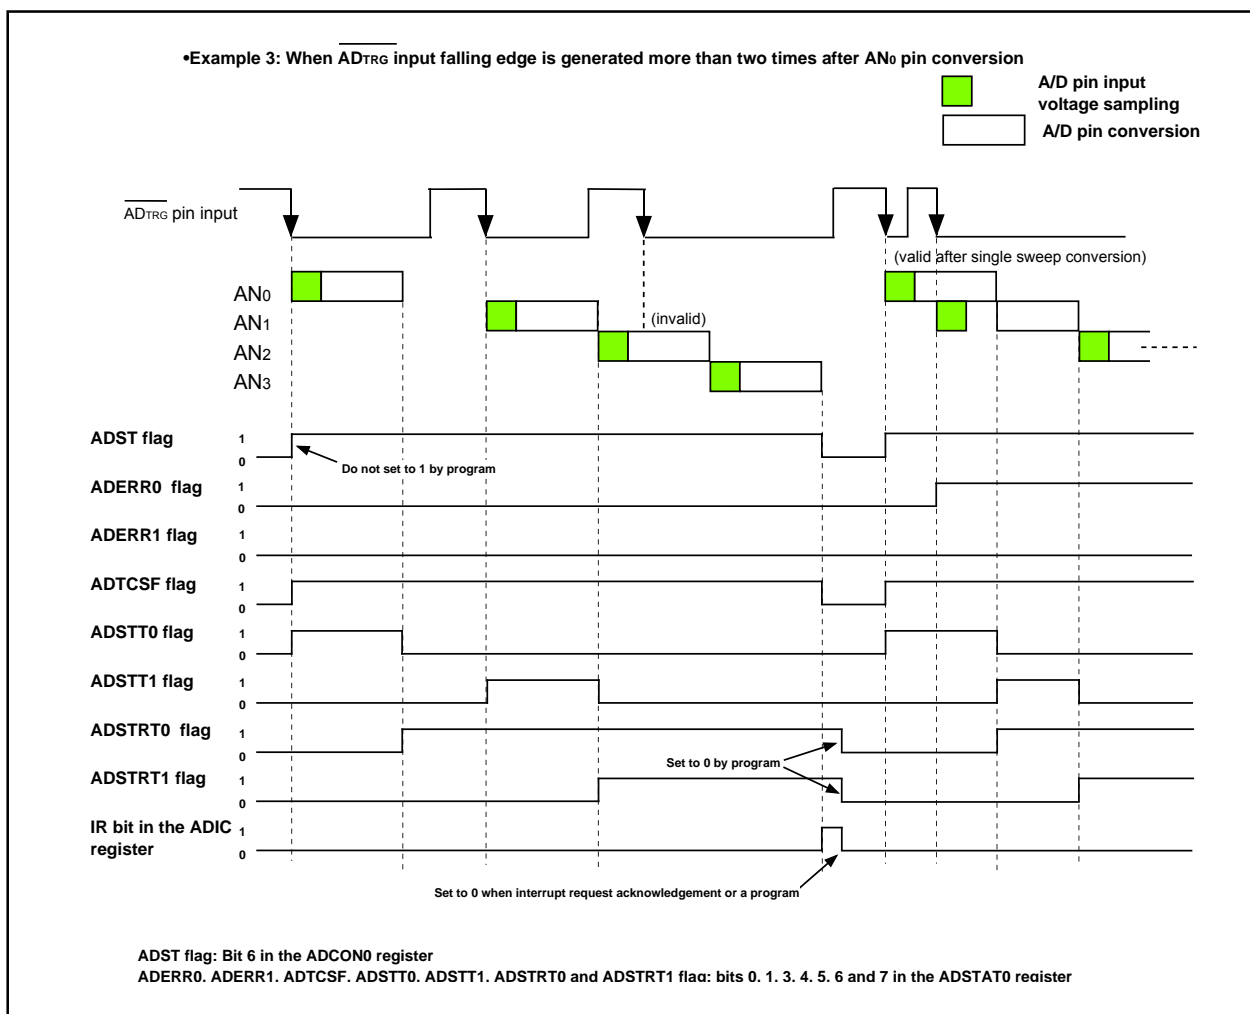 •Example 3: When ADTRG input falling edge is generated more than two times after AN0 pin conversion
A/D pin input
voltage sampling
A/D pin conversion
ADTRG pin input
(valid after single sweep conversion)
AN0
AN1
(invalid)
AN2
AN3
ADST flag 1
0
Do not set to 1 by program
ADERR0 flag 1
0
ADERR1 flag 1
0
ADTCSF flag 1
0
ADSTT0 flag 1
0
ADSTT1 flag 1
0
ADSTRT0 flag 1
0
Set to 0 by program
ADSTRT1 flag 1
0
IR bit in the ADIC 1
register 0
Set to 0 when interrupt request acknowledgement or a program
ADST flag: Bit 6 in the ADCON0 register
ADERR0, ADERR1, ADTCSF, ADSTT0, ADSTT1, ADSTRT0 and ADSTRT1 flag: bits 0, 1, 3, 4, 5, 6 and 7 in the ADSTAT0 register